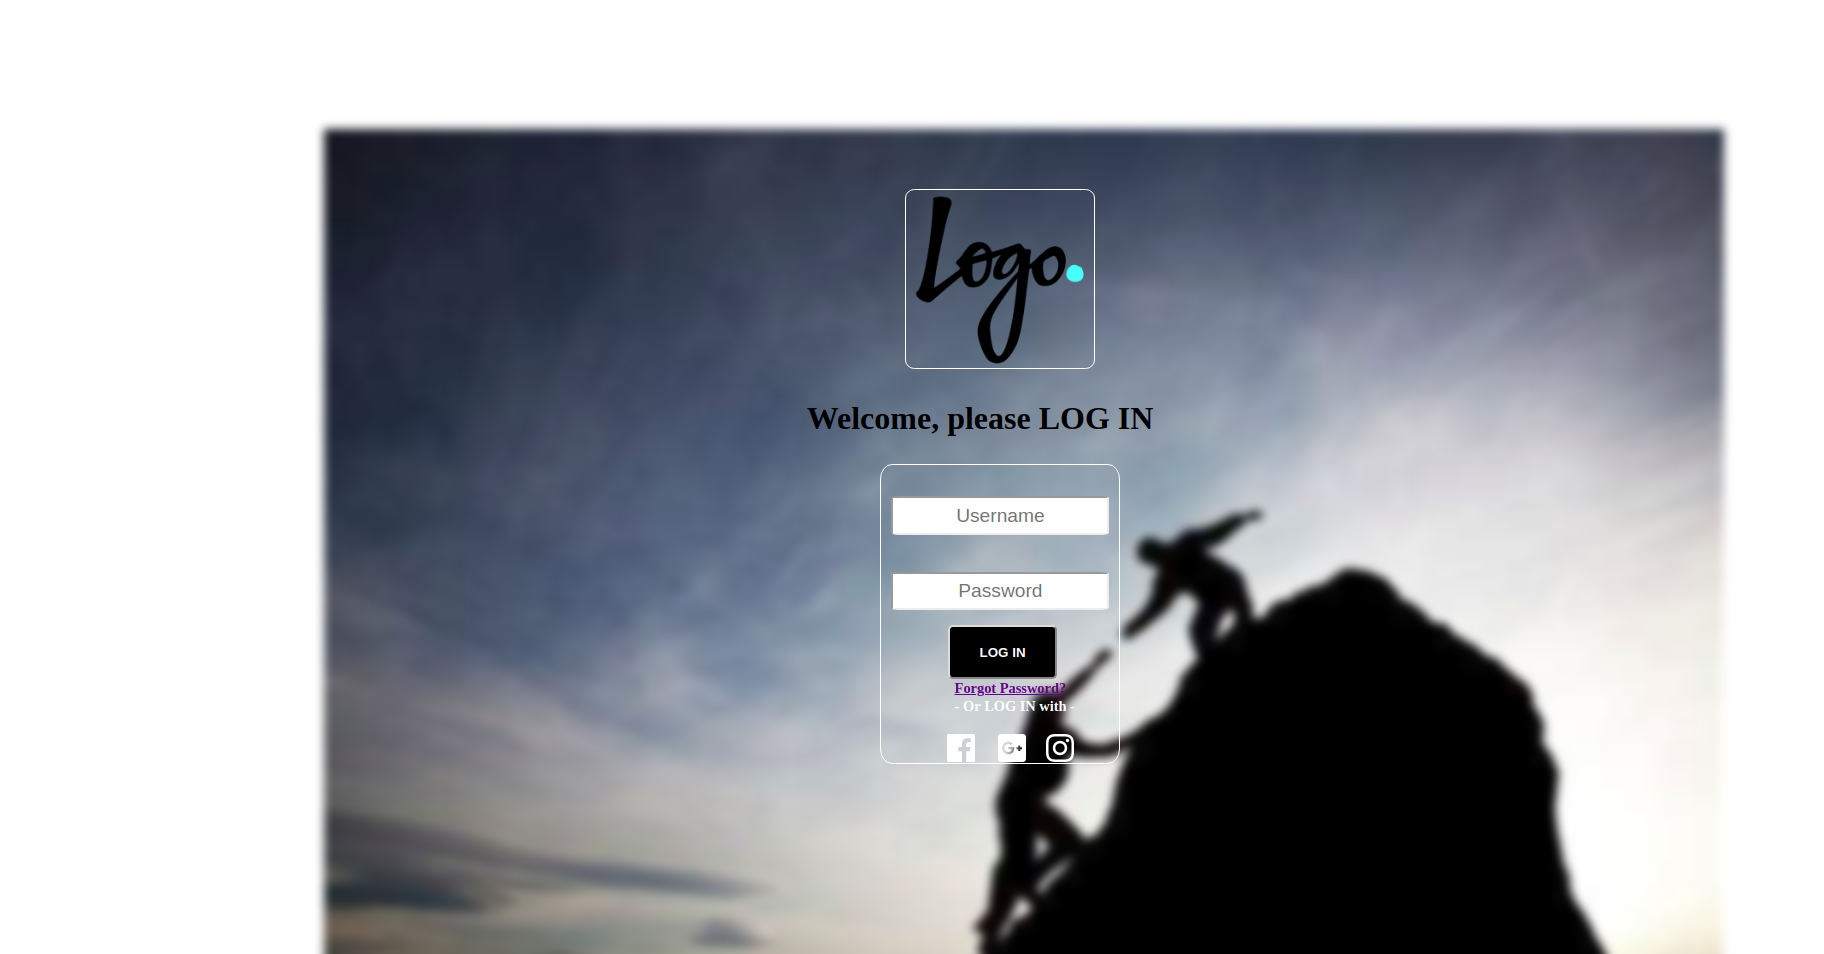 Logo.
Welcome, please LOG IN
Username
Password
LOG IN
Forgot Password?
- Or LOG IN with -
G+